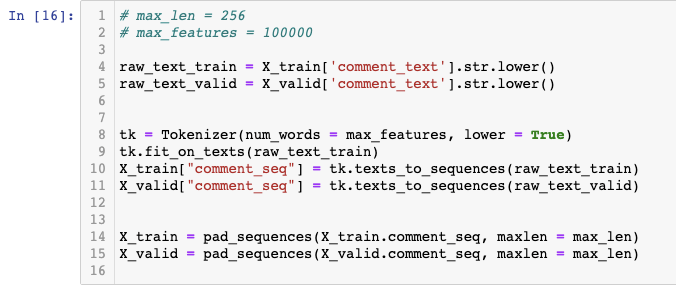 In [16]:
1 # max_len = 256
2 # max_features = 100000
3
4 raw_text_train = X_train['comment_text'].str.lower()
5 raw_text_valid = X_valid['comment_text'].str.lower()
6
7
8 tk = Tokenizer(num_words = max_features, lower = True)
9 tk.fit_on_texts(raw_text_train)
10 X_train["comment_seq"] = tk.texts_to_sequences(raw_text_train)
11 X_valid["comment_seq"] = tk.texts_to_sequences(raw_text_valid)
12
13
14 X_train = pad_sequences(X_train.comment_seq, maxlen = max_len)
15 X_valid = pad_sequences(X_valid.comment_seq, maxlen = max_len)
16